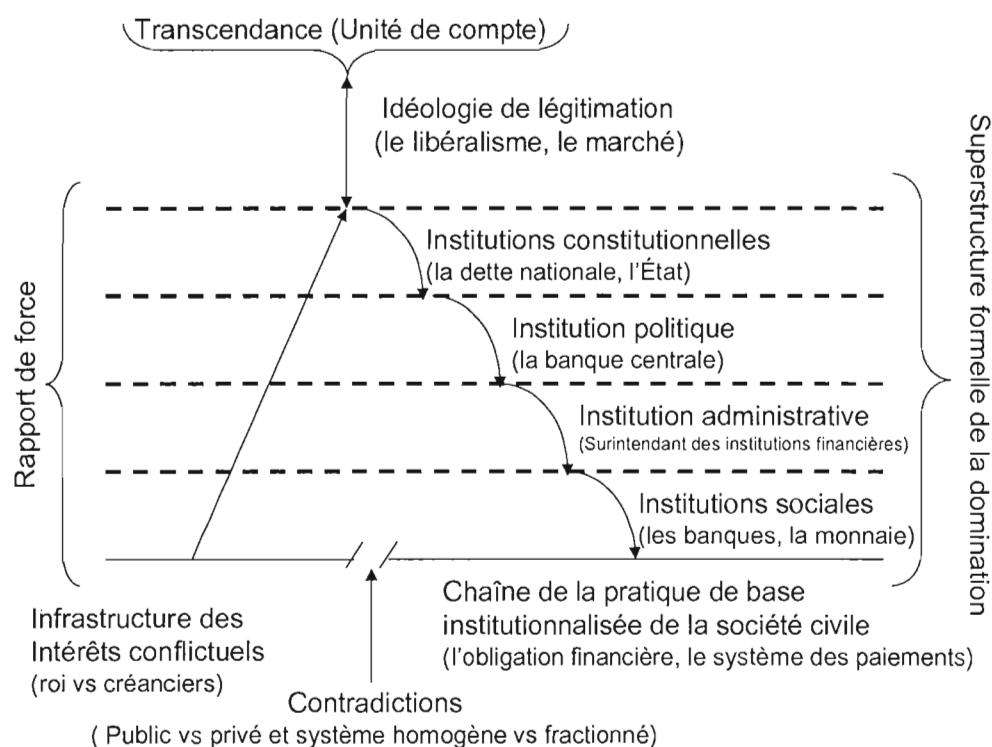 Transcendance (Unité de compte)
Idéologie de légitimation
(le libéralisme, le marché)
Rapport de force
Superstructure formelle de la domination
Institutions constitutionnelles
(la dette nationale, l'État)
Institution politique
(la banque centrale)
Institution administrative
(Surintendant des institutions financières)
Institutions sociales
(les banques, la monnaie)
Infrastructure des
Intérêts conflictuels
(roi vs créanciers)
Chaîne de la pratique de base
institutionnalisée de la société civile
(l'obligation financière, le système des paiements)
Contradictions
( Public vs privé et système homogène vs fractionné)